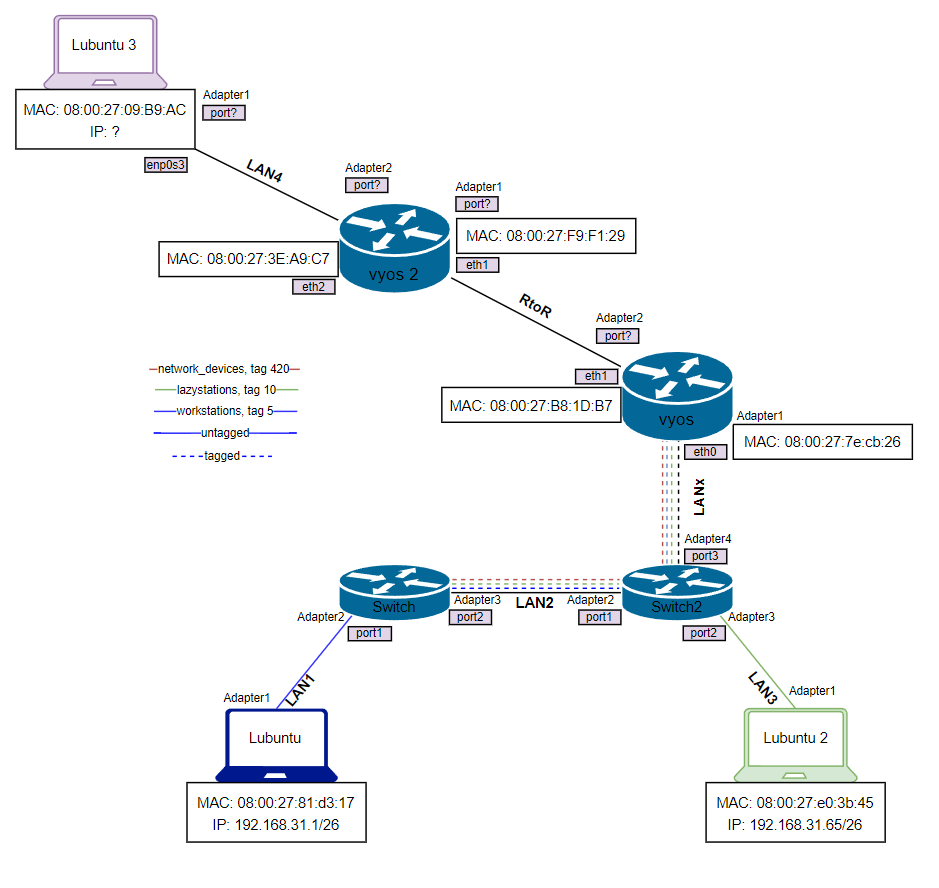 Lubuntu 3
Adapter1
port?
MAC: 08:00:27:09:B9:AC
IP: ?
enp0s3
LAN4
Adapter2
port?
Adapter1
port?
MAC: 08:00:27:F9:F1:29
MAC: 08:00:27:3E:A9:C7
vyos 2
eth1
eth2
RtoR
Adapter2
port?
network_devices, tag 420
lazystations, tag 10
workstations, tag 5
untagged
tagged
eth1
MAC: 08:00:27:B8:1D:B7
vyos
Adapter1
MAC: 08:00:27:7e:cb:26
eth0
LANx
Adapter4
port3
Switch
Adapter3
port2
LAN2
Adapter2
port1
Switch2
Adapter2
port1
port2
Adapter3
LAN1
Adapter1
LAN3
Adapter1
Lubuntu
Lubuntu 2
MAC: 08:00:27:81:d3:17
IP: 192.168.31.1/26
MAC: 08:00:27:e0:3b:45
IP: 192.168.31.65/26